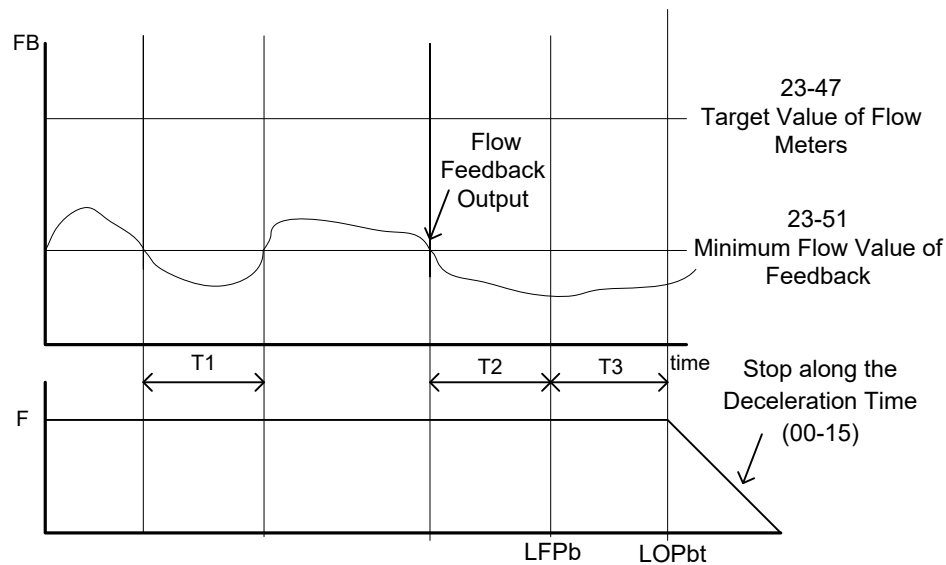 FB
23-47
Target Value of Flow
Meters
Flow
Feedback
Output
23-51
Minimum Flow Value of
Feedback
T1
T2
T3
time
Stop along the
Deceleration Time
(00-15)
F
LFPb
LOPbt